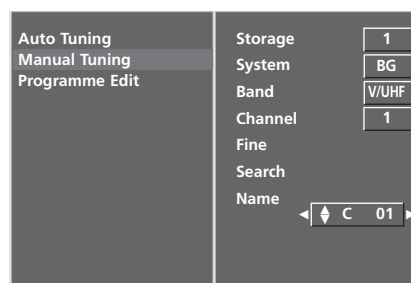 Auto Tuning
Manual Tuning
Programme Edit
Storage 1
System BG
Band V/UHF
Channel 1
Fine
Search
Name
C 01